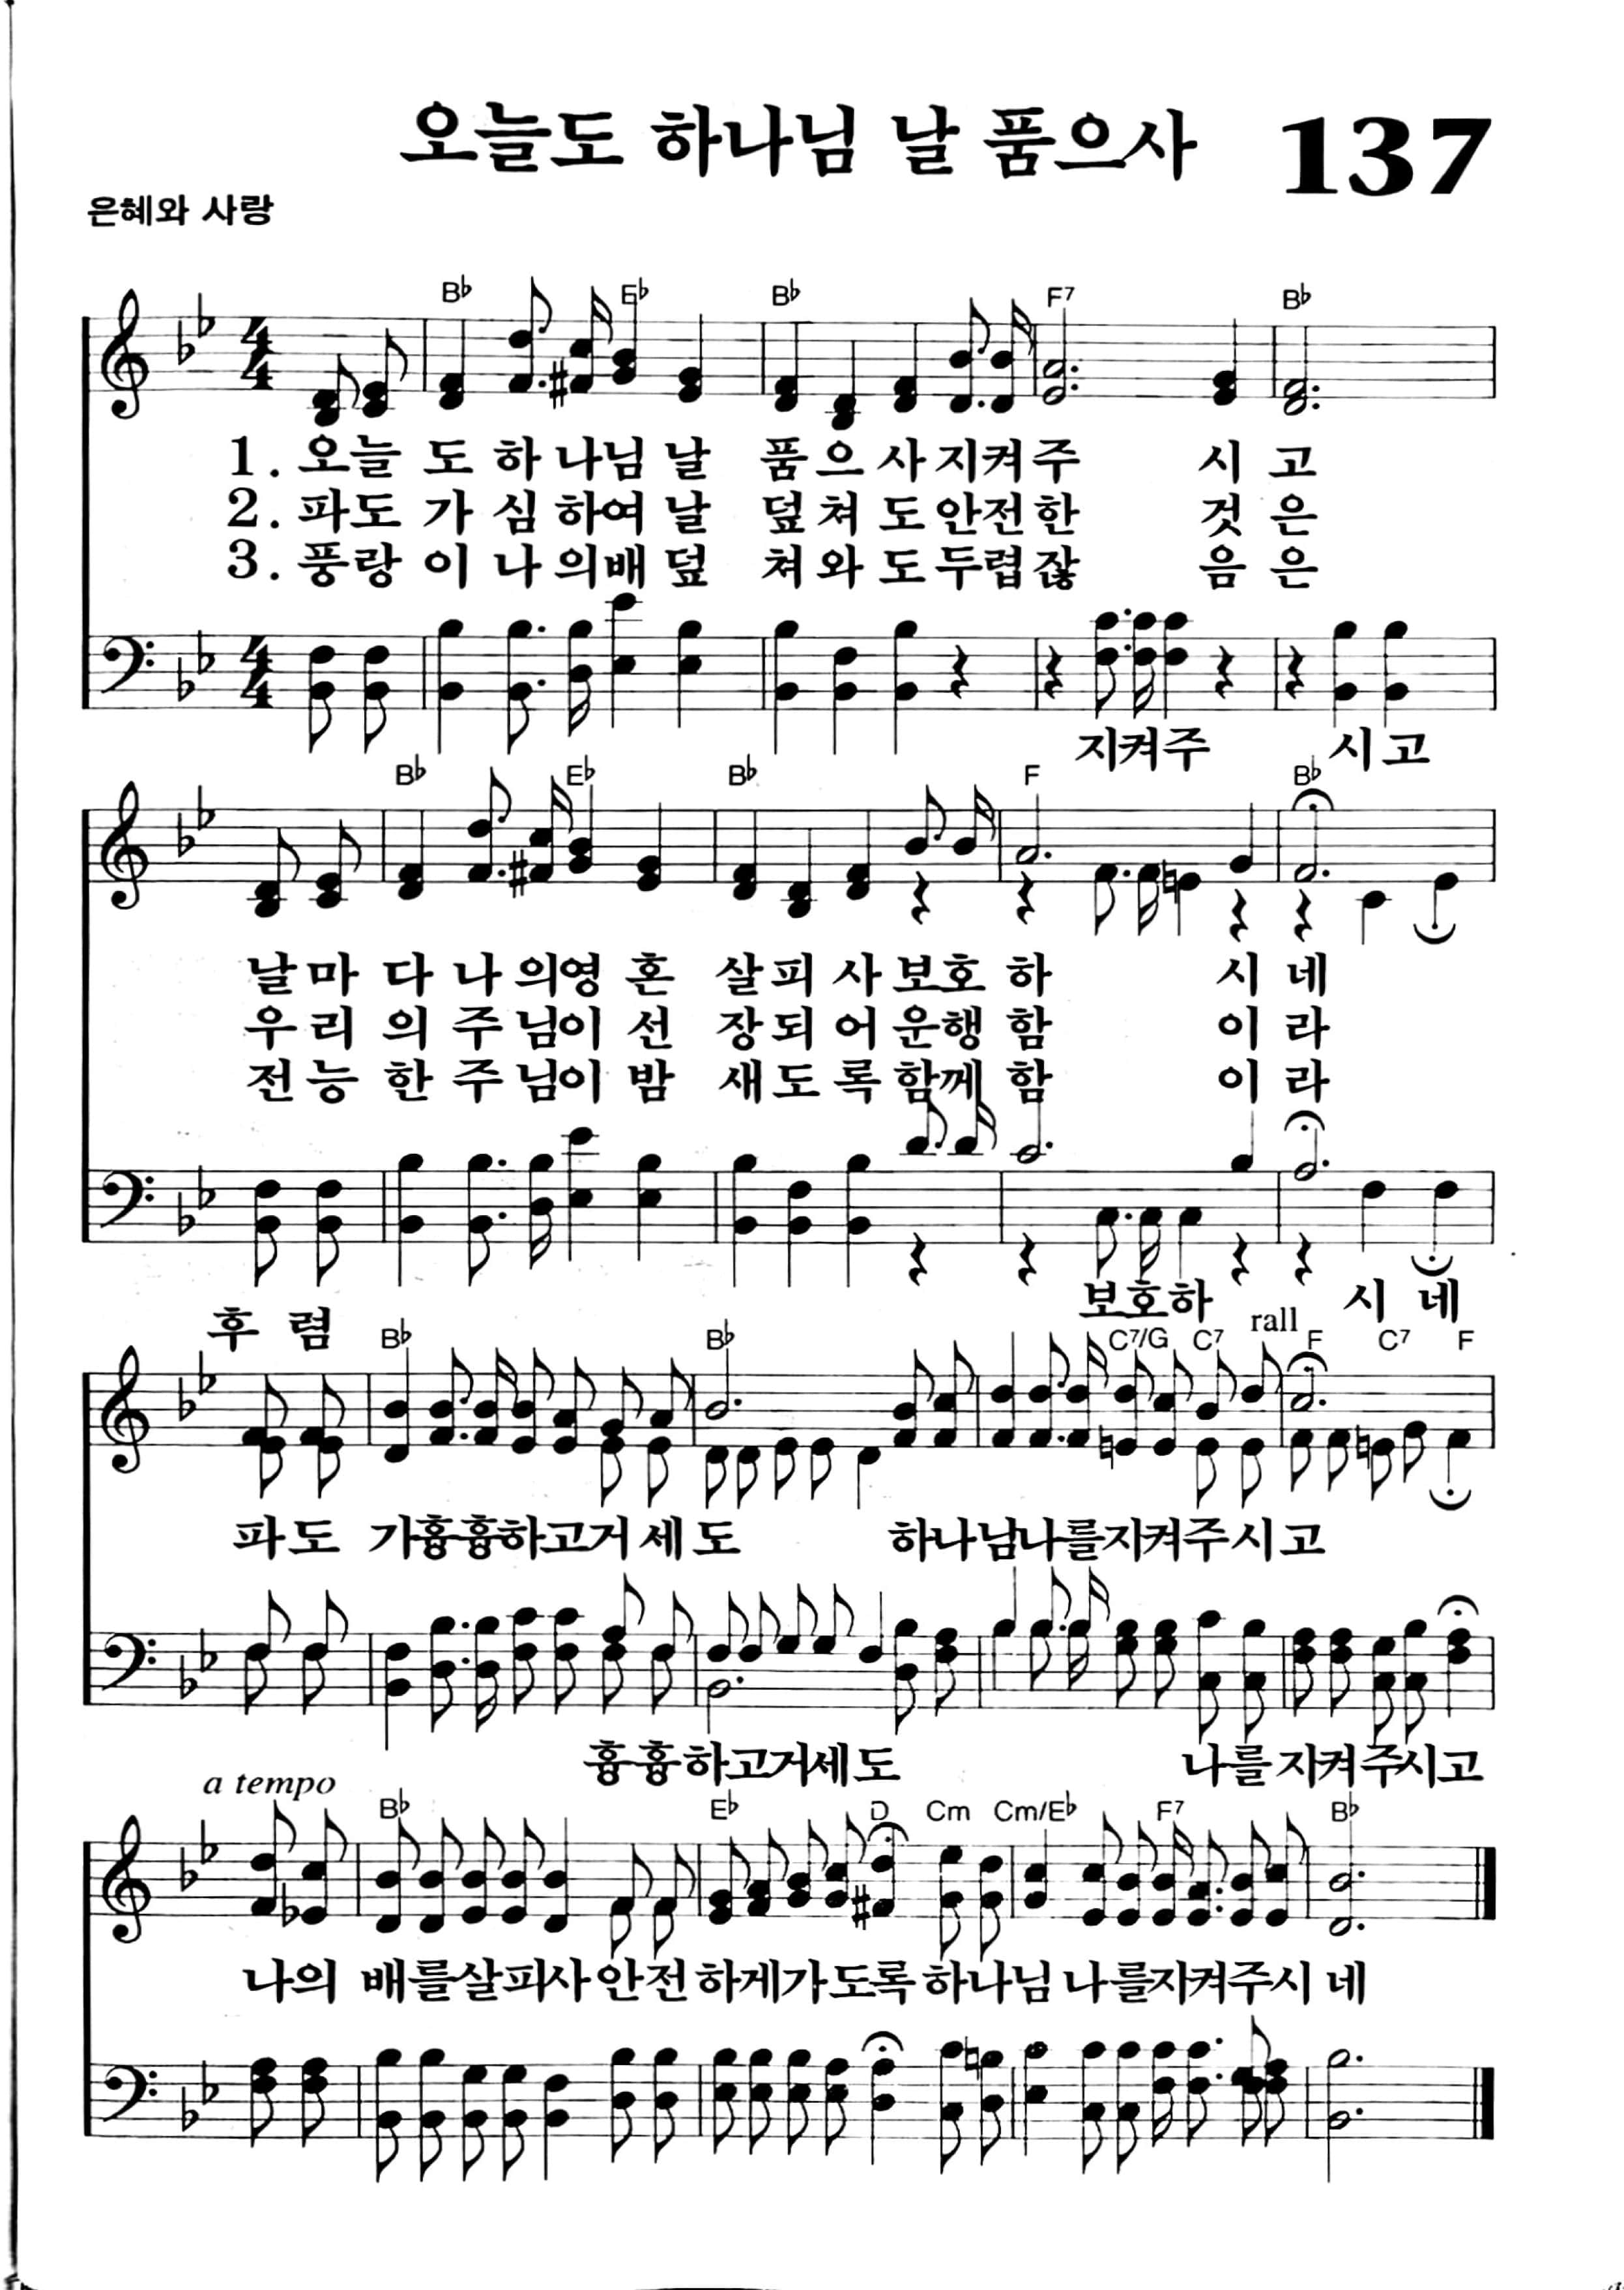 오늘도 하나님 날 품으사 137
은혜와 사랑
B♭ E♭ B♭ F7 B♭
1. 오늘 도 하 나님 날 품 으 사 지켜 주 시 고
2. 파도 가 심 하여 날 덮 쳐 도 안전 한 것 은
3. 풍랑 이 나 의배 덮 쳐 와 도 두렵 잖 음 은
지켜주 시고
B♭ E♭ B♭ F B♭
날 마 다 나 의영 혼 살 피 사 보호 하 시 네
우 리 의 주 님이 선 장 되 어 운행 함 이 라
전 능 한 주 님이 밤 새 도 록 함께 함 이 라
보호하 시 네
후 렴
rall
B♭ B♭ C7/G C7 F C7 F
파도 가흉흉하고거 세 도 하나님나를지켜주시고
흉흉하고거세도 나를지켜주시고
a tempo
B♭ E♭ D Cm Cm/E♭ F7 B♭
나의 배를살피사 안전 하게가도록 하나님 나를지켜주시 네